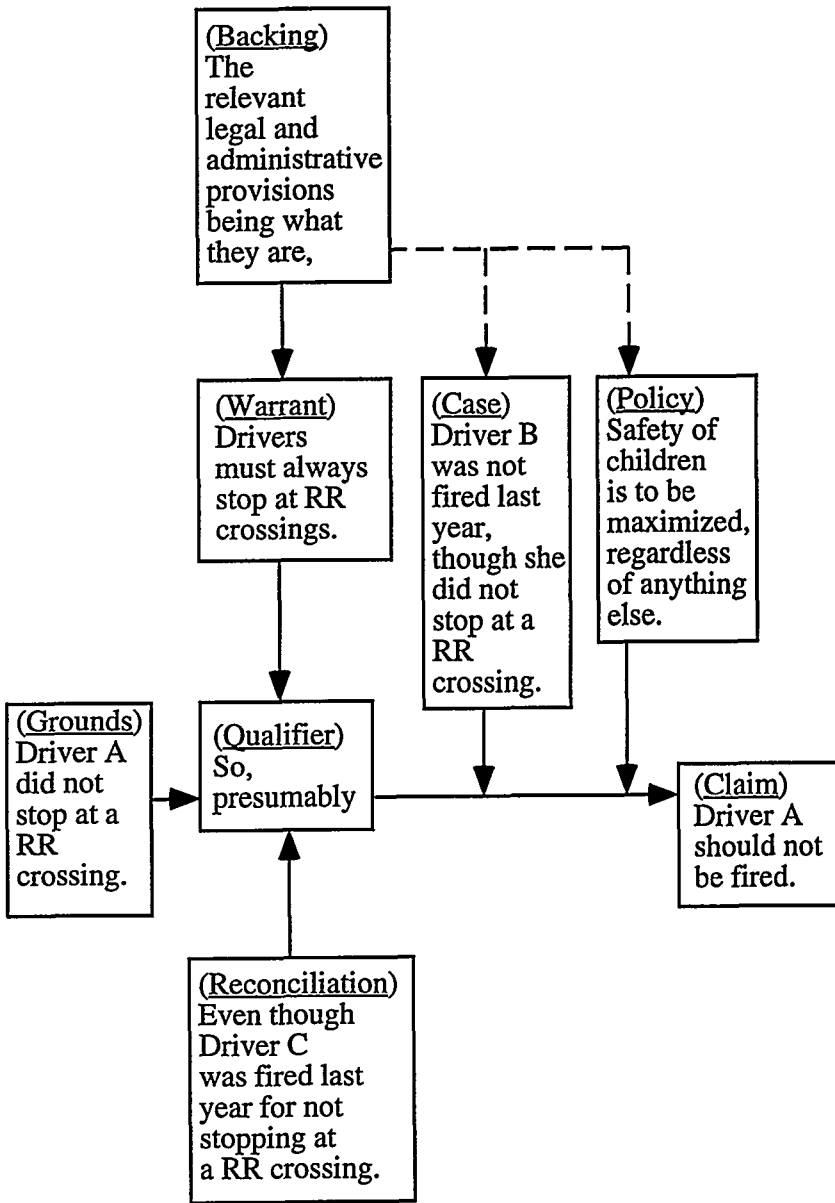 (Backing)
The
relevant
legal and
administrative
provisions
being what
they are,
(Warrant)
Drivers
must always
stop at RR
crossings.
(Case)
Driver B
was not
fired last
year,
though she
did not
stop at a
RR
crossing.
(Policy)
Safety of
children
is to be
maximized,
regardless
of anything
else.
(Grounds)
Driver A
did not
stop at a
RR
crossing.
(Qualifier)
So,
presumably
(Claim)
Driver A
should not
be fired.
(Reconciliation)
Even though
Driver C
was fired last
year for not
stopping at
a RR crossing.